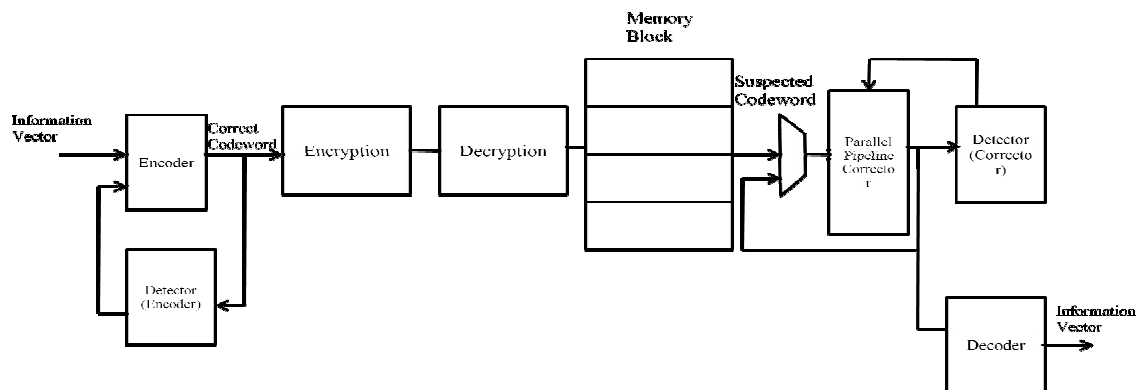 Memory
Block
Information
Vector
Correct
Codeword
Encoder
Encryption
Decryption
Suspected
Codeword
Parallel
Pipeline
Correcto
r
Detector
(Correcto
r)
Detector
(Encoder)
Decoder
Information
Vector